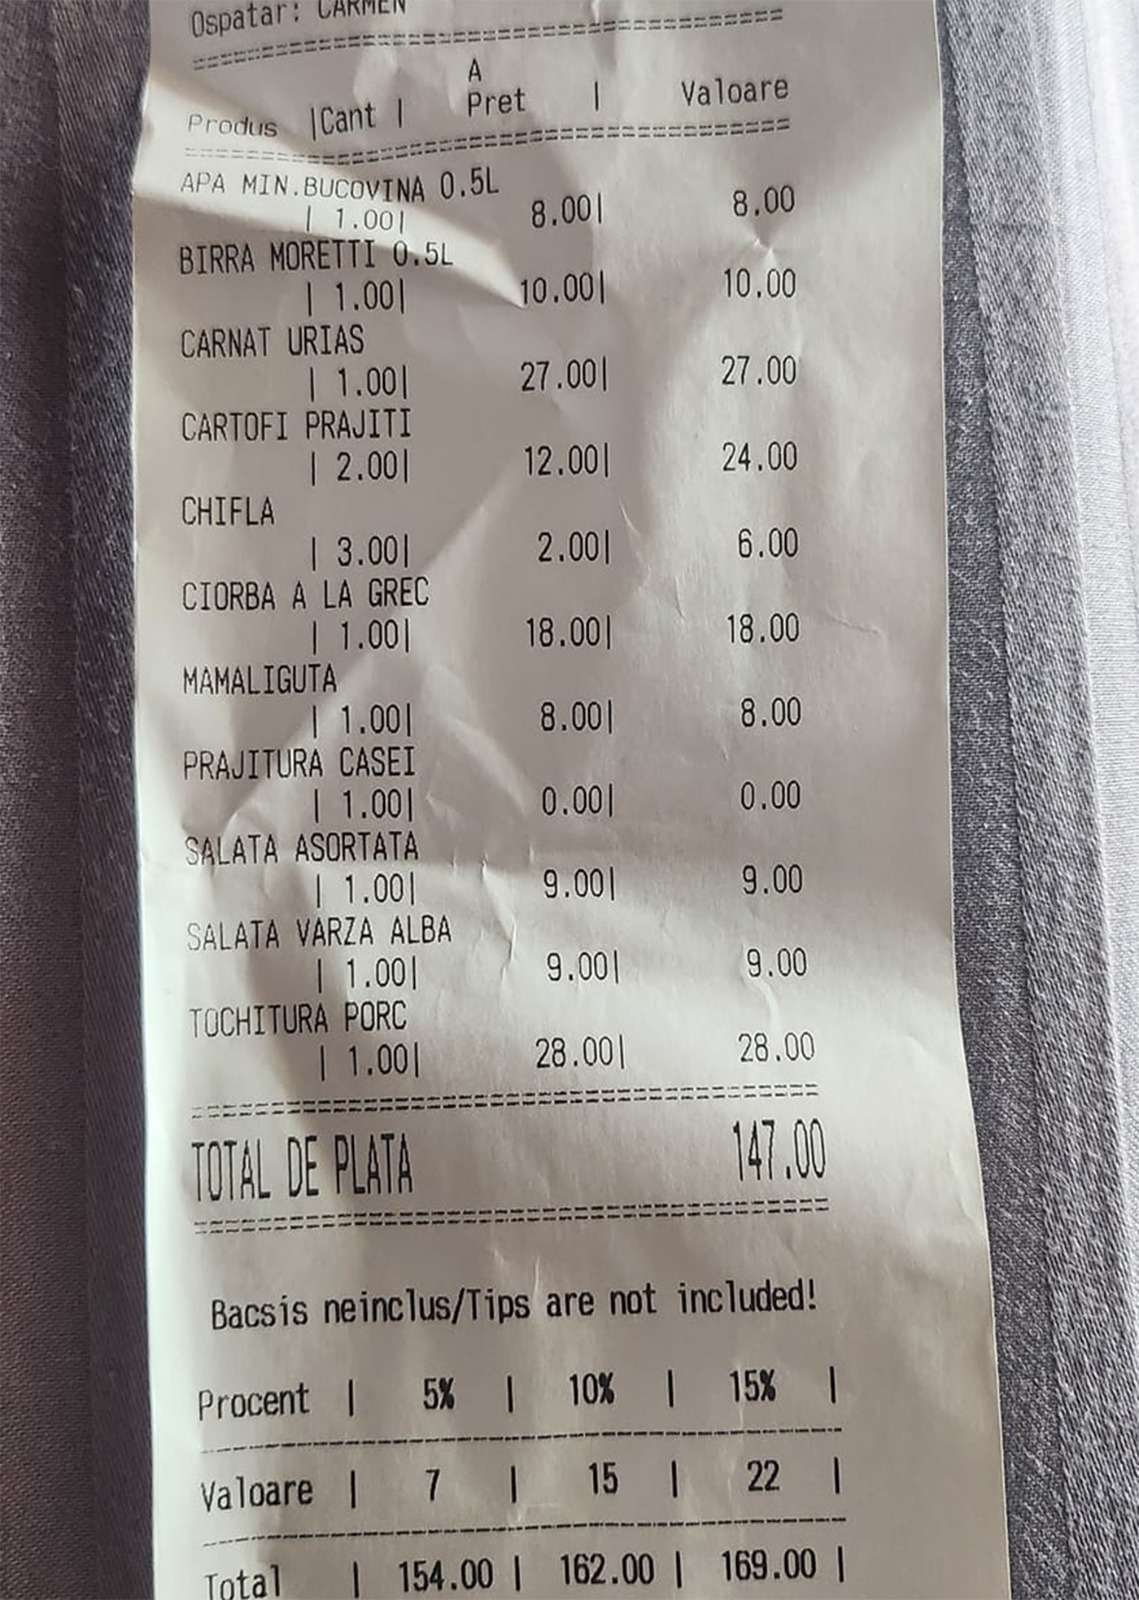 Ospatar: CARMEN
A
Produs |Cant | Pret | Valoare
APA MIN.BUCOVINA 0.5L
| 1.00| 8.00| 8.00
BIRRA MORETTI 0.5L
| 1.00| 10.00| 10.00
CARNAT URIAS
| 1.00| 27.00| 27.00
CARTOFI PRAJITI
| 2.00| 12.00| 24.00
CHIFLA
| 3.00| 2.00| 6.00
CIORBA A LA GREC
| 1.00| 18.00| 18.00
MAMALIGUTA
| 1.00| 8.00| 8.00
PRAJITURA CASEI
| 1.00| 0.00| 0.00
SALATA ASORTATA
| 1.00| 9.00| 9.00
SALATA VARZA ALBA
| 1.00| 9.00| 9.00
TOCHITURA PORC
| 1.00| 28.00| 28.00
TOTAL DE PLATA 147.00
Bacsis neinclus/Tips are not included!
Procent | 5% | 10% | 15% |
Valoare | 7 | 15 | 22 |
Total | 154.00 | 162.00 | 169.00 |